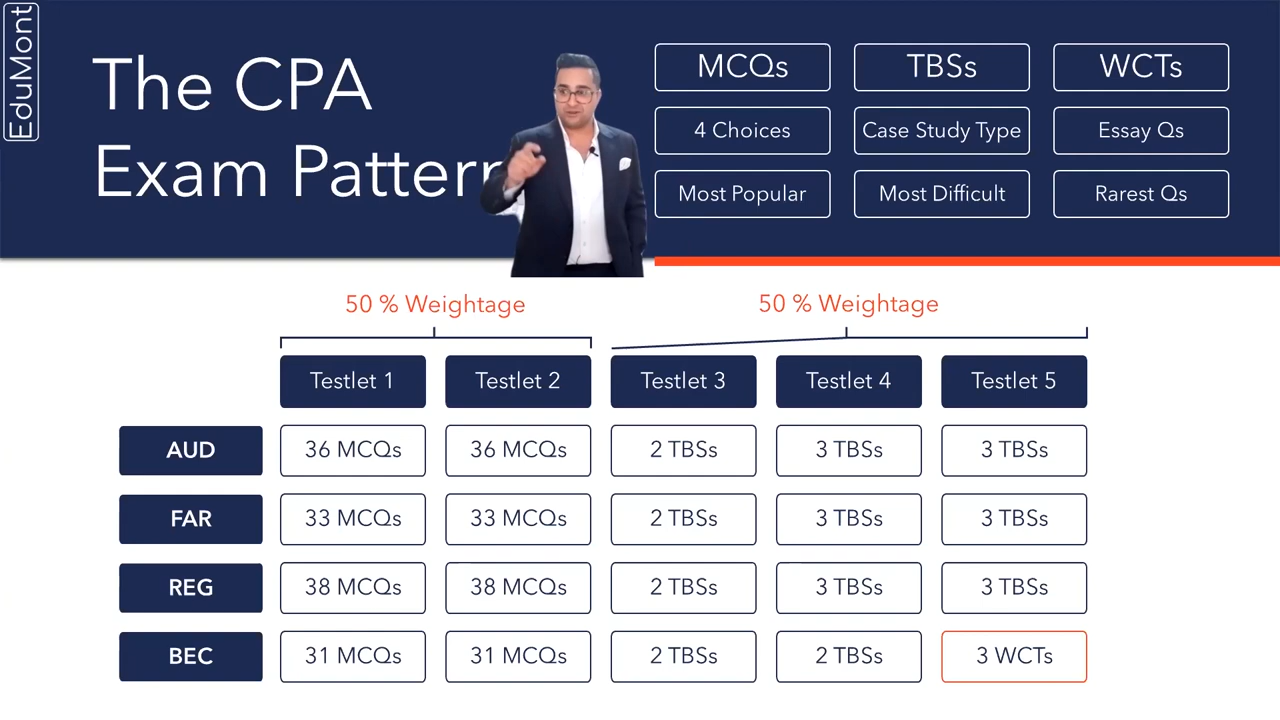 EduMont
The CPA
Exam Pattern
MCQs
TBSs
WCTs
4 Choices
Case Study Type
Essay Qs
Most Popular
Most Difficult
Rarest Qs
50 % Weightage
50 % Weightage
Testlet 1
Testlet 2
Testlet 3
Testlet 4
Testlet 5
AUD
36 MCQs
36 MCQs
2 TBSs
3 TBSs
3 TBSs
FAR
33 MCQs
33 MCQs
2 TBSs
3 TBSs
3 TBSs
REG
38 MCQs
38 MCQs
2 TBSs
3 TBSs
3 TBSs
BEC
31 MCQs
31 MCQs
2 TBSs
2 TBSs
3 WCTs